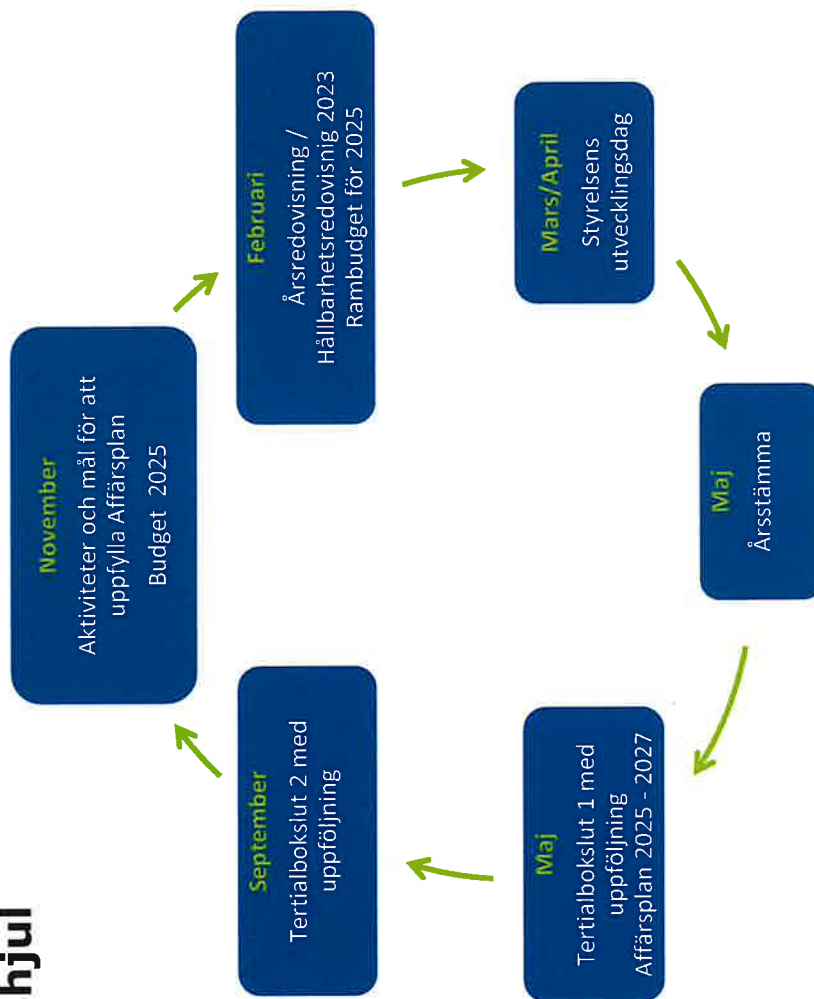 hjul
November
Aktiviteter och mål för att
uppfylla Affärsplan
Budget 2025
Februari
Årsredovisning /
Hållbarhetsredovisnig 2023
Rambudget för 2025
Mars/April
Styrelsens
utvecklingsdag
Maj
Årsstämma
Maj
Tertialbokslut 1 med
uppföljning
Affärsplan 2025 - 2027
September
Tertialbokslut 2 med
uppföljning